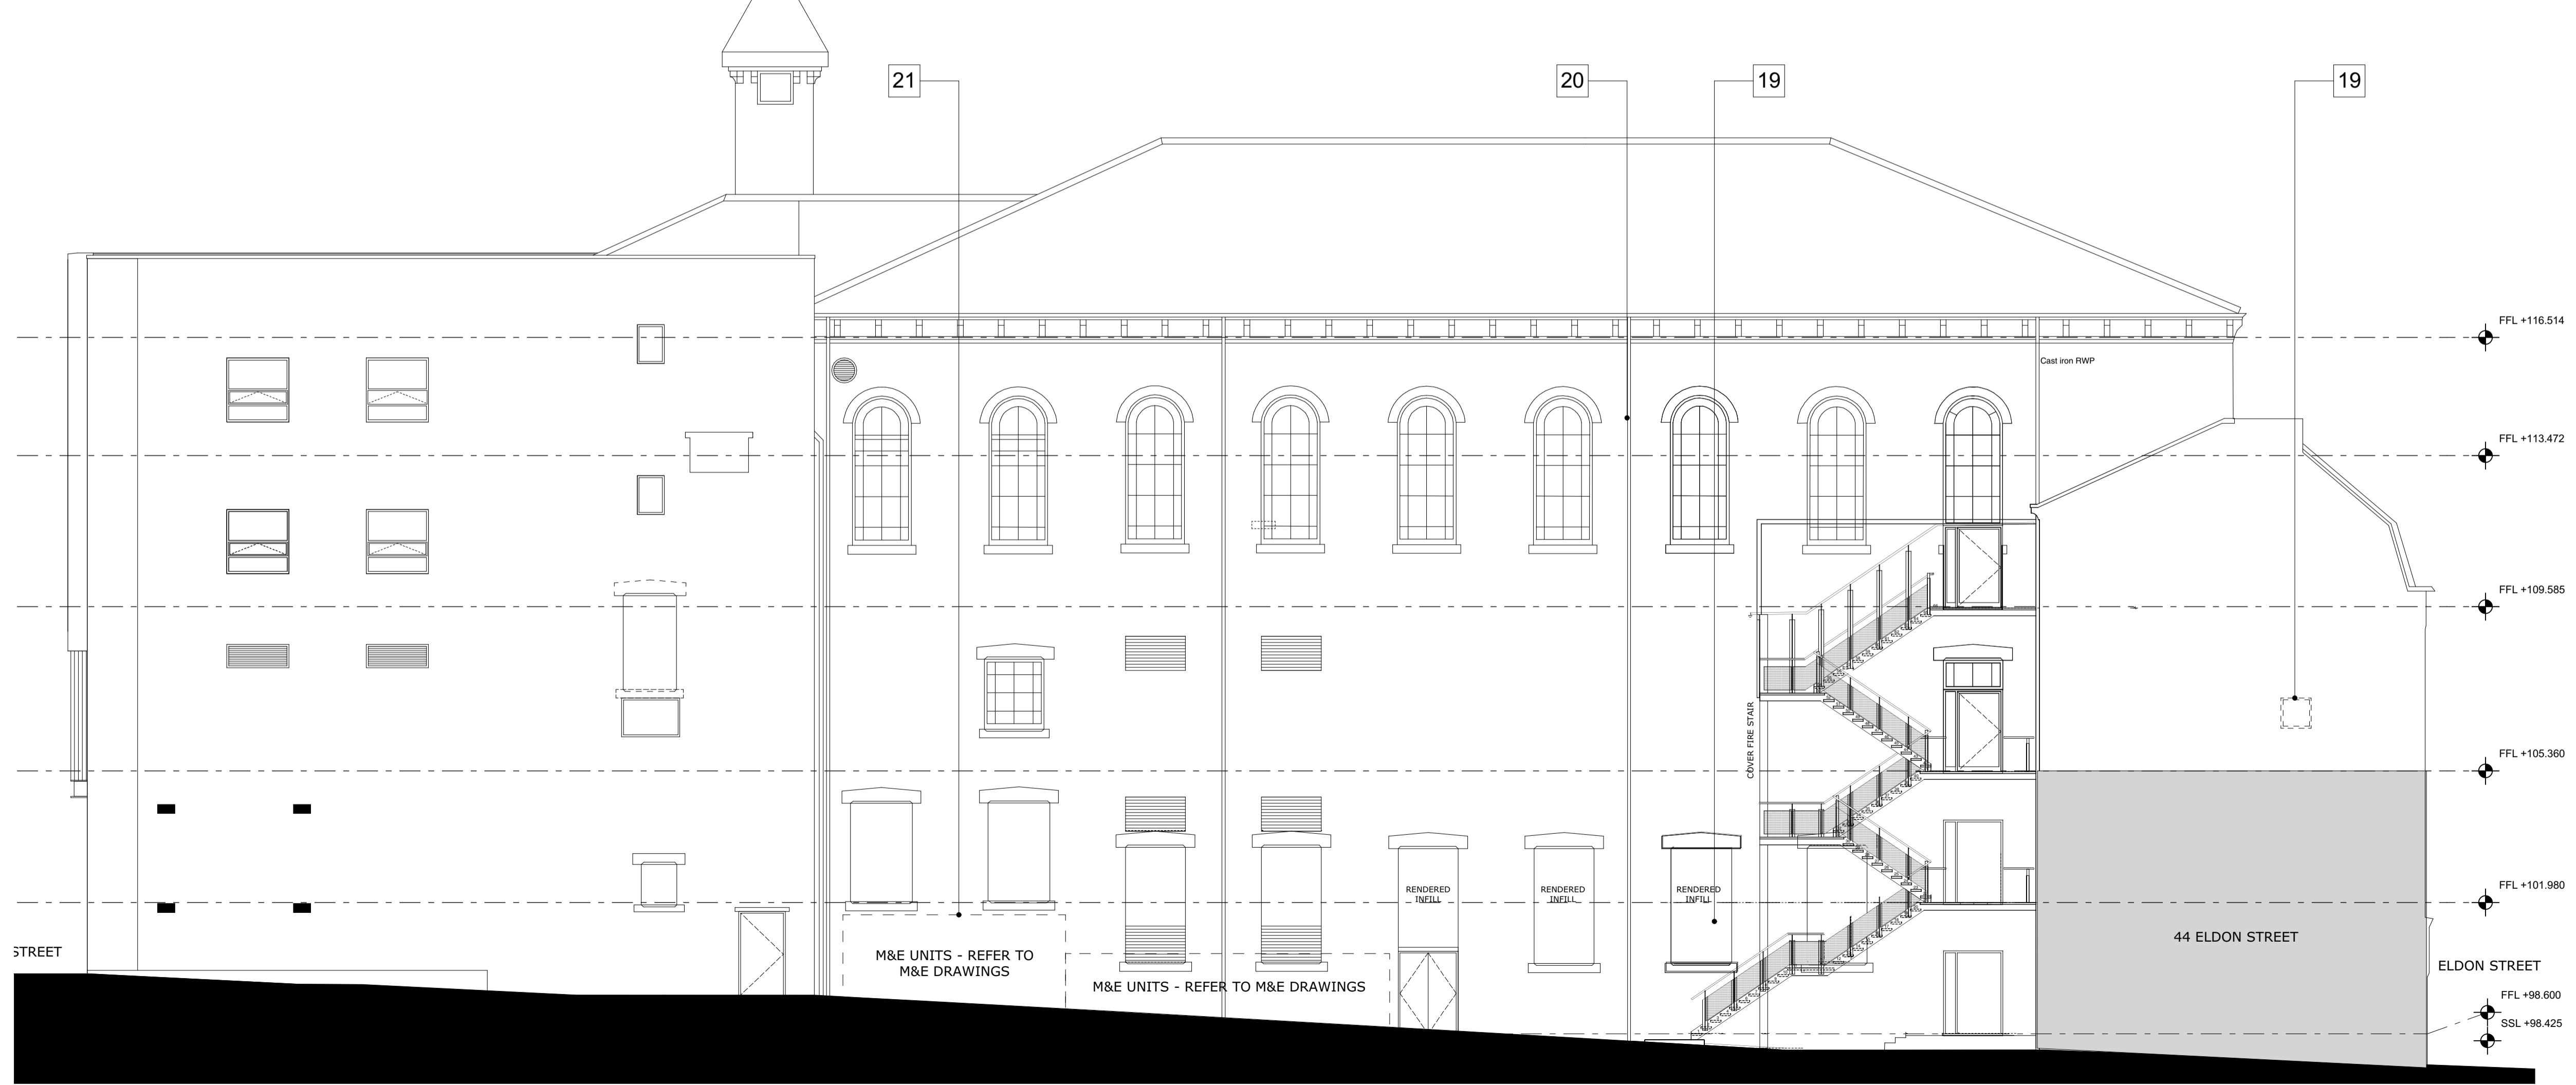 21
20
19
19
FFL +116.514
Cast iron RWP
FFL +113.472
FFL +109.585
COVER FIRE STAIR
FFL +105.360
RENDERED
INFILL
RENDERED
INFILL
RENDERED
INFILL
FFL +101.980
STREET
M&E UNITS - REFER TO
M&E DRAWINGS
M&E UNITS - REFER TO M&E DRAWINGS
44 ELDON STREET
ELDON STREET
FFL +98.600
SSL +98.425